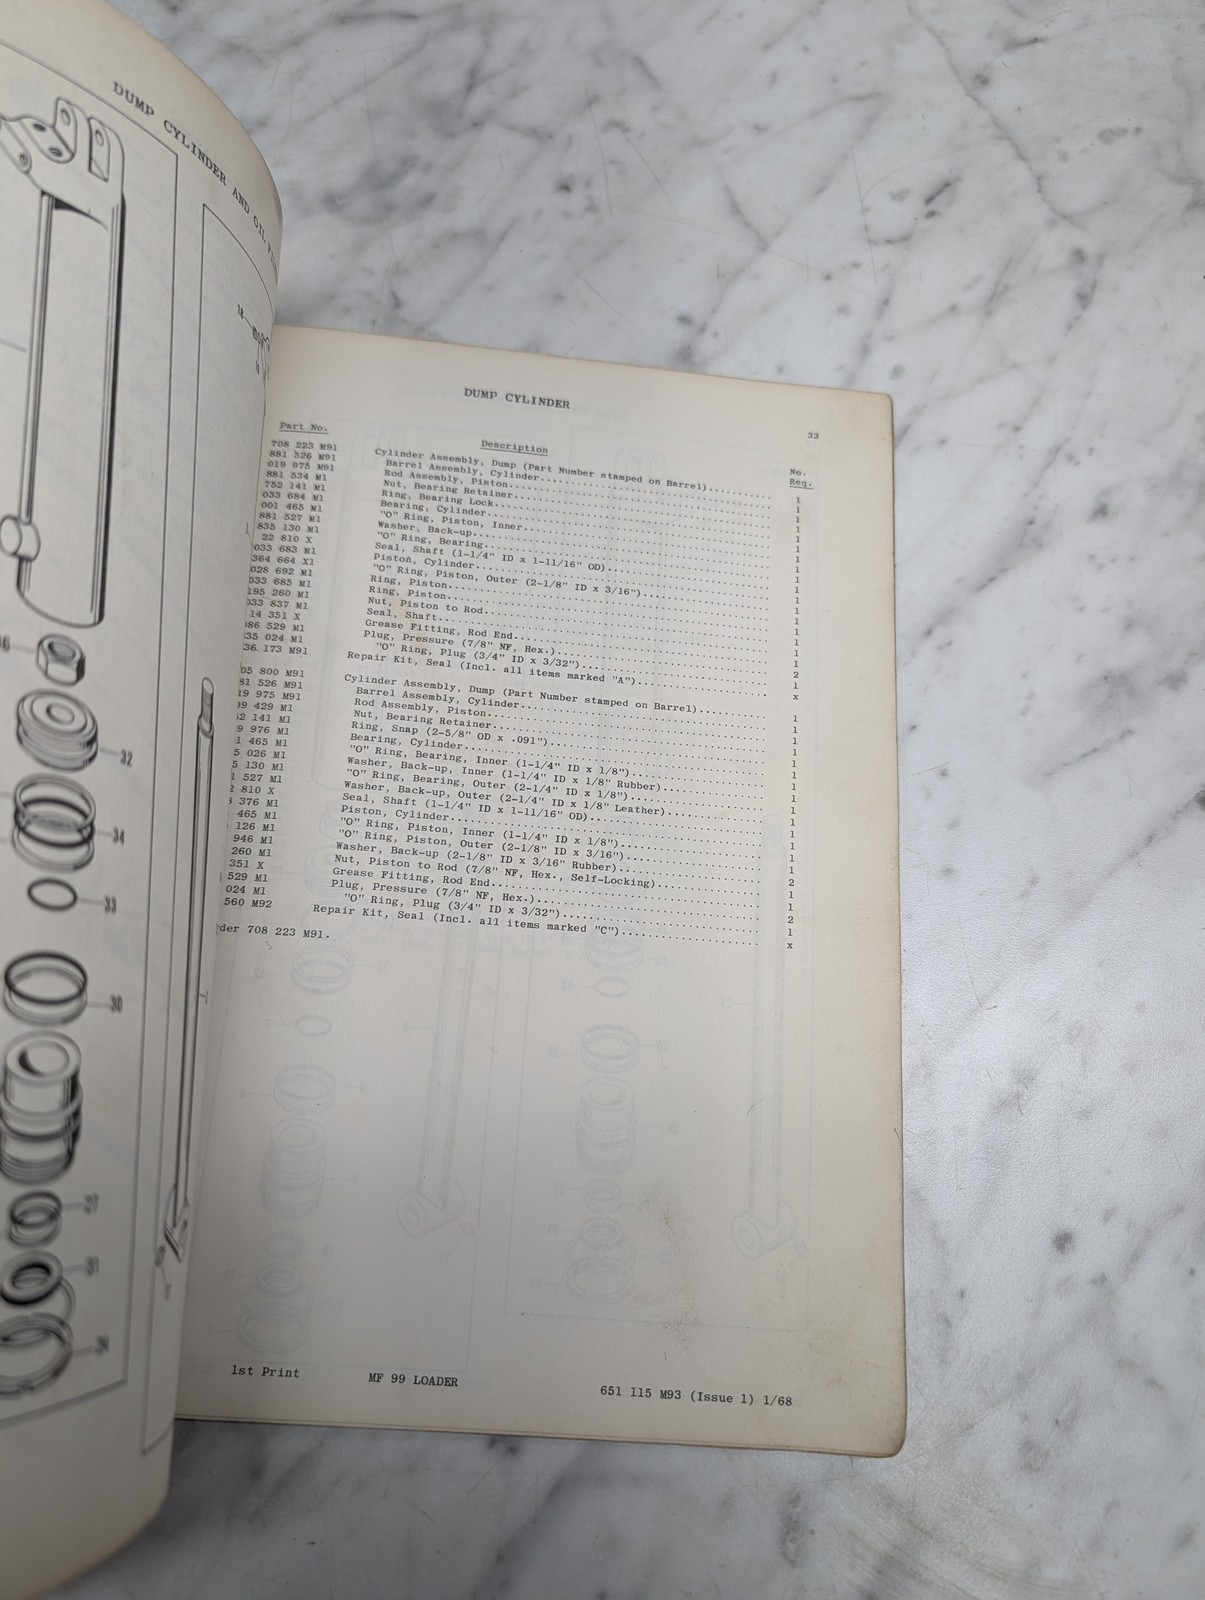 DUMP CYLINDER AND OIL
18
32
34
33
30
27
31
DUMP CYLINDER
33
Part No.
Description
No.
Req.
708 223 M91 Cylinder Assembly, Dump (Part Number stamped on Barrel).......... 1
881 526 M91 Barrel Assembly, Cylinder.......... 1
019 975 M91 Rod Assembly, Piston.......... 1
881 534 M1 Nut, Bearing Retainer.......... 1
752 141 M1 Ring, Bearing Lock.......... 1
033 684 M1 Bearing, Cylinder.......... 1
001 465 M1 "O" Ring, Piston, Inner.......... 1
881 527 M1 Washer, Back-up.......... 1
835 130 M1 "O" Ring, Bearing.......... 1
22 810 X Seal, Shaft (1-1/4" ID x 1-11/16" OD).......... 1
033 683 M1 Piston, Cylinder.......... 1
364 664 X1 "O" Ring, Piston, Outer (2-1/8" ID x 3/16").......... 1
028 692 M1 Ring, Piston.......... 1
033 685 M1 Ring, Piston.......... 1
195 260 M1 Nut, Piston to Rod.......... 1
033 837 M1 Seal, Shaft.......... 1
14 351 X Grease Fitting, Rod End.......... 1
086 529 M1 Plug, Pressure (7/8" NF, Hex.).......... 2
35 024 M1 "O" Ring, Plug (3/4" ID x 3/32").......... 1
36 173 M91 Repair Kit, Seal (Incl. all items marked "A").......... x
05 800 M91 Cylinder Assembly, Dump (Part Number stamped on Barrel).......... 1
81 526 M91 Barrel Assembly, Cylinder.......... 1
19 975 M91 Rod Assembly, Piston.......... 1
9 429 M1 Nut, Bearing Retainer.......... 1
2 141 M1 Ring, Snap (2-5/8" OD x .091").......... 1
9 976 M1 Bearing, Cylinder.......... 1
465 M1 "O" Ring, Bearing, Inner (1-1/4" ID x 1/8").......... 1
5 026 M1 Washer, Back-up, Inner (1-1/4" ID x 1/8" Rubber).......... 1
5 130 M1 "O" Ring, Bearing, Outer (2-1/4" ID x 1/8").......... 1
1 527 M1 Washer, Back-up, Outer (2-1/4" ID x 1/8" Leather).......... 1
2 810 X Seal, Shaft (1-1/4" ID x 1-11/16" OD).......... 1
376 M1 Piston, Cylinder.......... 1
465 M1 "O" Ring, Piston, Inner (1-1/4" ID x 1/8").......... 1
126 M1 "O" Ring, Piston, Outer (2-1/8" ID x 3/16").......... 1
946 M1 Washer, Back-up (2-1/8" ID x 3/16" Rubber).......... 2
260 M1 Nut, Piston to Rod (7/8" NF, Hex., Self-Locking).......... 1
351 X Grease Fitting, Rod End.......... 1
529 M1 Plug, Pressure (7/8" NF, Hex.).......... 2
024 M1 "O" Ring, Plug (3/4" ID x 3/32").......... 1
560 M92 Repair Kit, Seal (Incl. all items marked "C").......... x
der 708 223 M91.
1st Print
MF 99 LOADER
651 115 M93 (Issue 1) 1/68